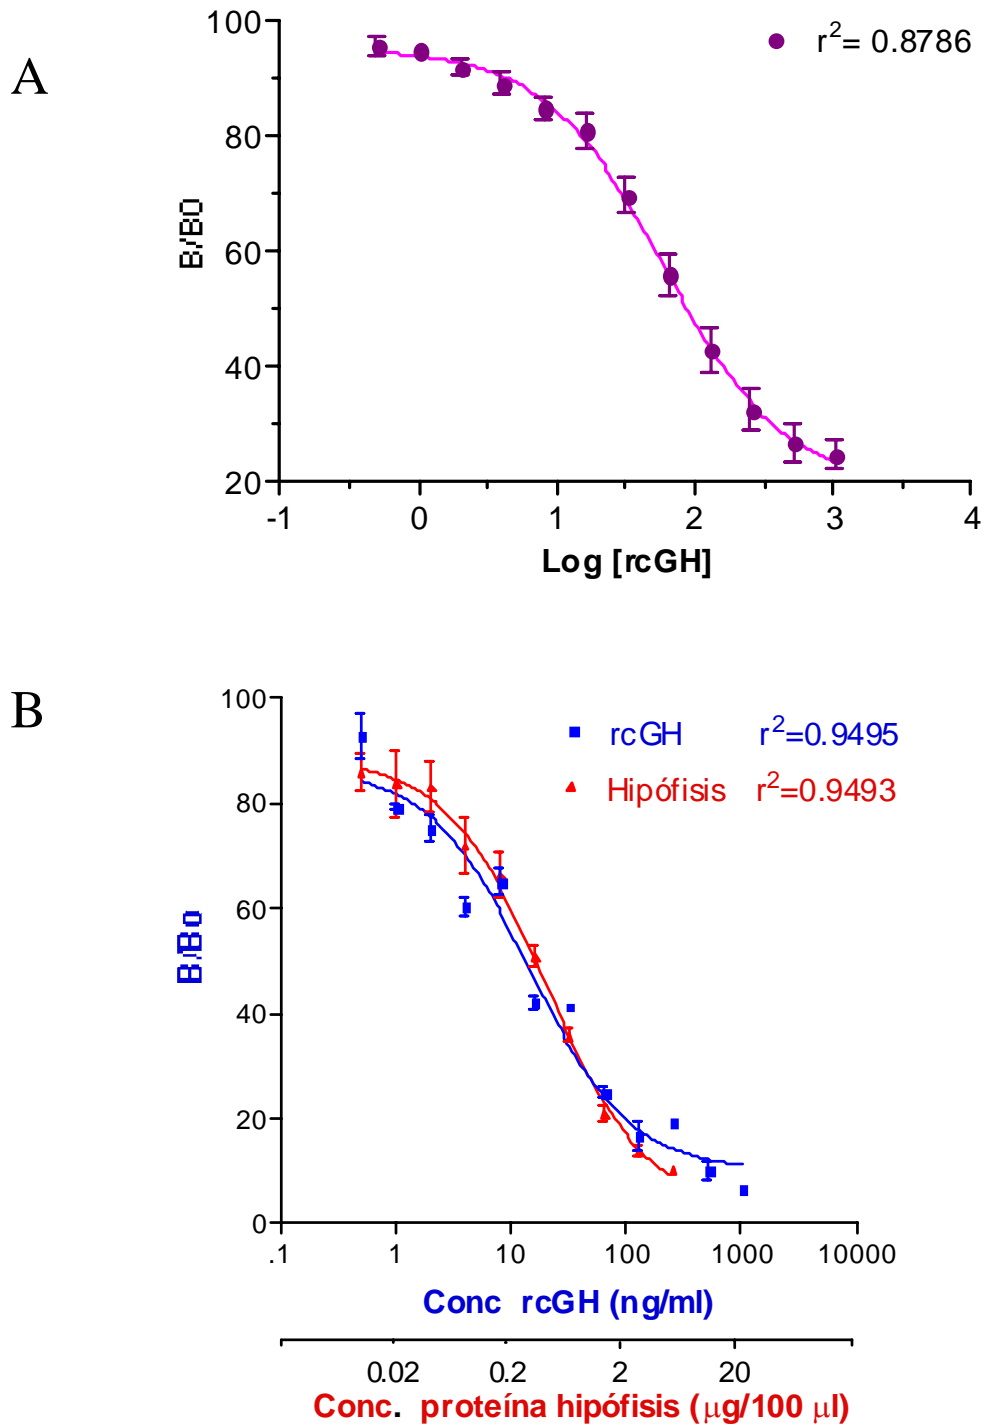 A
100
80
60
40
20
B/B0
r²= 0.8786
-1 0 1 2 3 4
Log [rcGH]
B
100
80
60
40
20
0
B/Bo
rcGH r²=0.9495
Hipófisis r²=0.9493
.1 1 10 100 1000 10000
Conc rcGH (ng/ml)
0.02 0.2 2 20
Conc. proteína hipófisis (µg/100 µl)